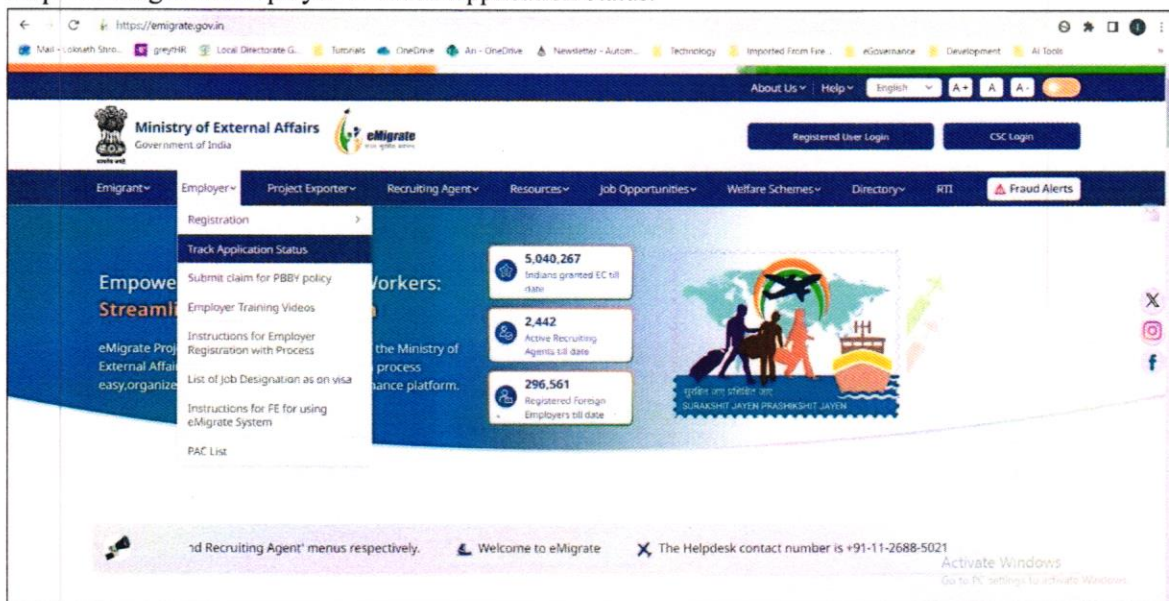 https://emigrate.gov.in
greytHR
Local Directorate G...
Tutorials
OneDrive
An - OneDrive
Newsletter - Autom...
Technology
Imported From Fire...
eGovernance
Development
AI Tools
About Us
Help
English
A+
A
A-
Ministry of External Affairs
Government of India
eMigrate
Registered User Login
CSC Login
Emigrant
Employer
Project Exporter
Recruiting Agent
Resources
Job Opportunities
Welfare Schemes
Directory
RTI
Fraud Alerts
Registration
Track Application Status
Submit claim for PBBY policy
Employer Training Videos
Instructions for Employer
Registration with Process
List of Job Designation as on visa
Instructions for FE for using
eMigrate System
PAC List
Empowe
Workers:
Streamli
eMigrate Proj
the Ministry of
External Affai
process
easy,organize
nance platform.
5,040,267
Indians granted EC till
date
2,442
Active Recruiting
Agents till date
296,561
Registered Foreign
Employers till date
सुरक्षित जाए प्रशिक्षित जाए
SURAKSHIT JAYEN PRASHIKSHIT JAYEN
nd Recruiting Agent' menus respectively.
Welcome to eMigrate
The Helpdesk contact number is +91-11-2688-5021
Activate Windows
Go to PC settings to activate Windows.